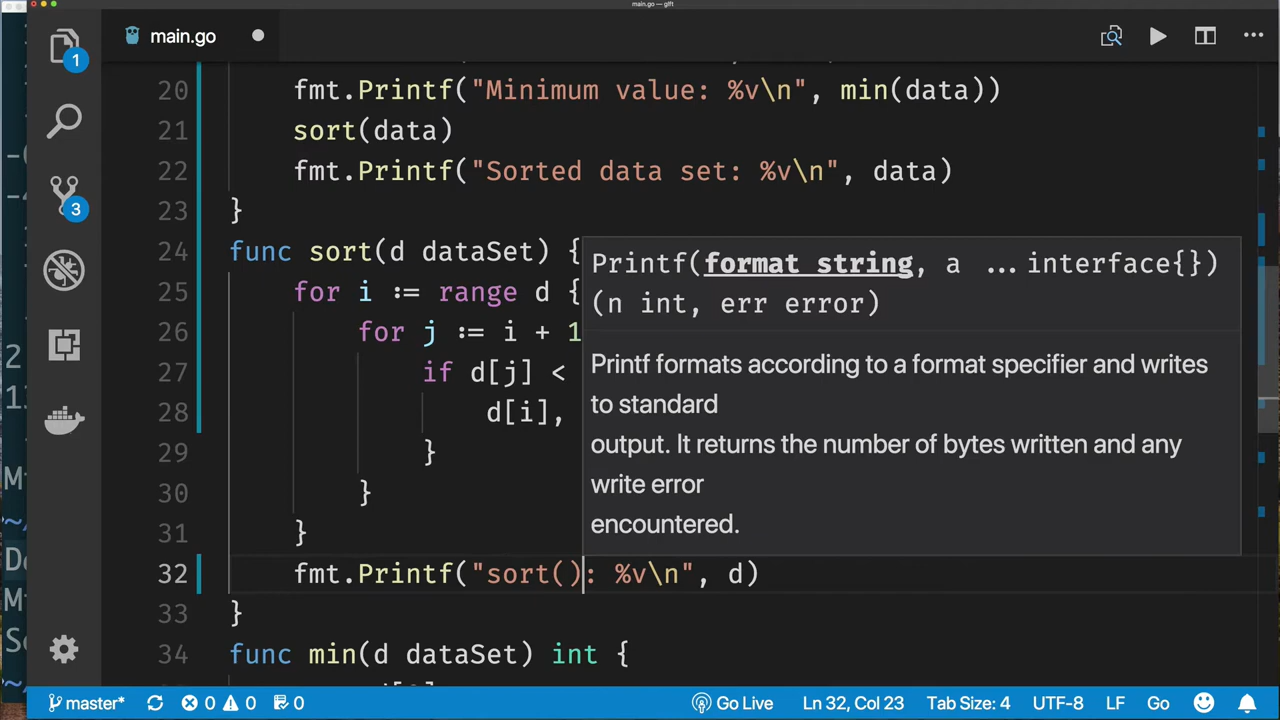 main.go — gift
main.go
1
3
20 fmt.Printf("Minimum value: %v\n", min(data))
21 sort(data)
22 fmt.Printf("Sorted data set: %v\n", data)
23 }
24 func sort(d dataSet) {
25 for i := range d {
26 for j := i + 1
27 if d[j] <
28 d[i],
29 }
30 }
31 }
32 fmt.Printf("sort(): %v\n", d)
33 }
34 func min(d dataSet) int {
Printf(format string, a ...interface{})
(n int, err error)
Printf formats according to a format specifier and writes
to standard
output. It returns the number of bytes written and any
write error
encountered.
master* 0 0 0 Go Live Ln 32, Col 23 Tab Size: 4 UTF-8 LF Go